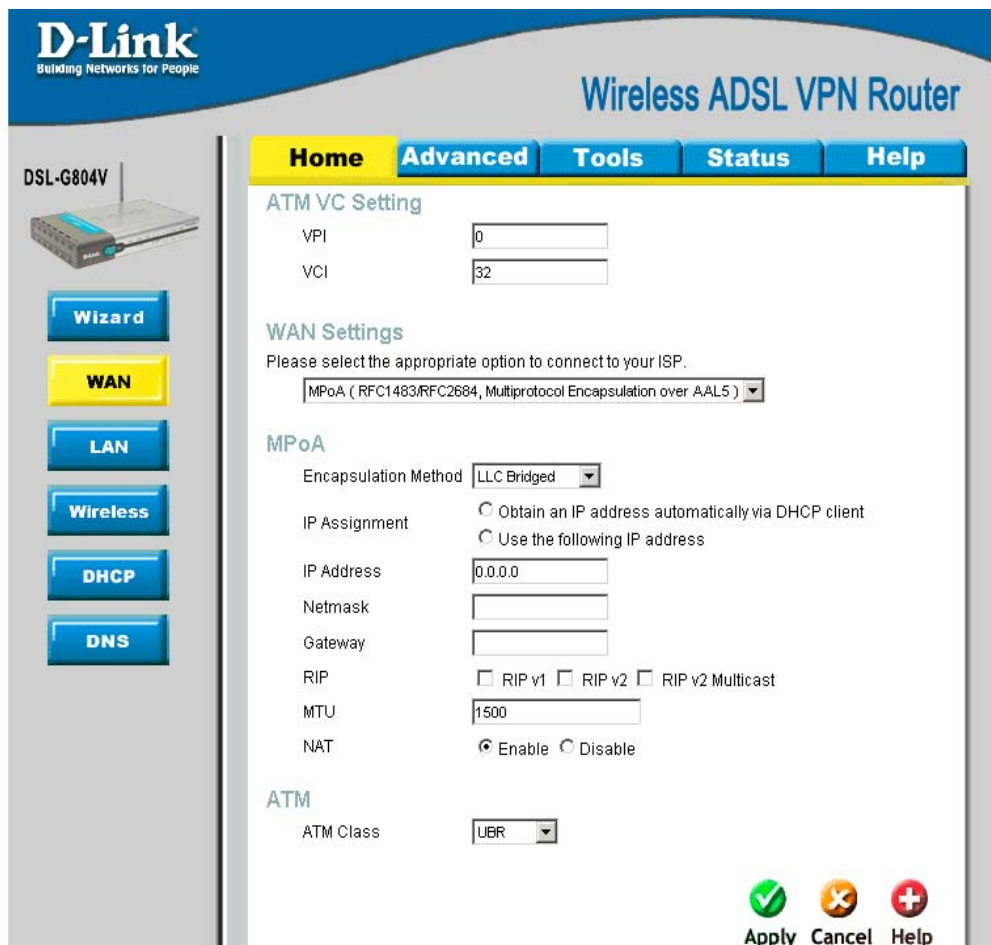 D-Link
Building Networks for People
Wireless ADSL VPN Router
DSL-G804V
Home Advanced Tools Status Help
Wizard
WAN
LAN
Wireless
DHCP
DNS
ATM VC Setting
VPI 0
VCI 32
WAN Settings
Please select the appropriate option to connect to your ISP.
MPoA ( RFC1483/RFC2684, Multiprotocol Encapsulation over AAL5 )
MPoA
Encapsulation Method LLC Bridged
IP Assignment
Obtain an IP address automatically via DHCP client
Use the following IP address
IP Address 0.0.0.0
Netmask
Gateway
RIP RIP v1 RIP v2 RIP v2 Multicast
MTU 1500
NAT Enable Disable
ATM
ATM Class UBR
Apply Cancel Help